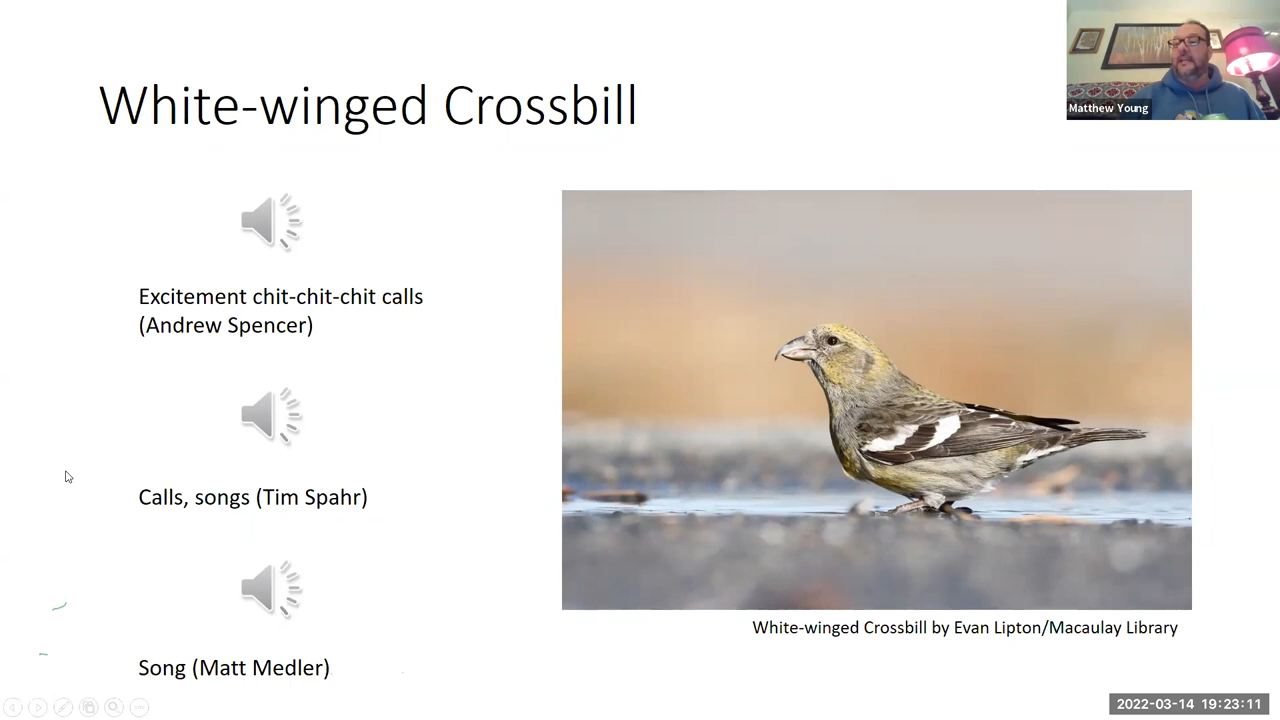 Matthew Young
White-winged Crossbill
Excitement chit-chit-chit calls
(Andrew Spencer)
Calls, songs (Tim Spahr)
Song (Matt Medler)
White-winged Crossbill by Evan Lipton/Macaulay Library
2022-03-14 19:23:11